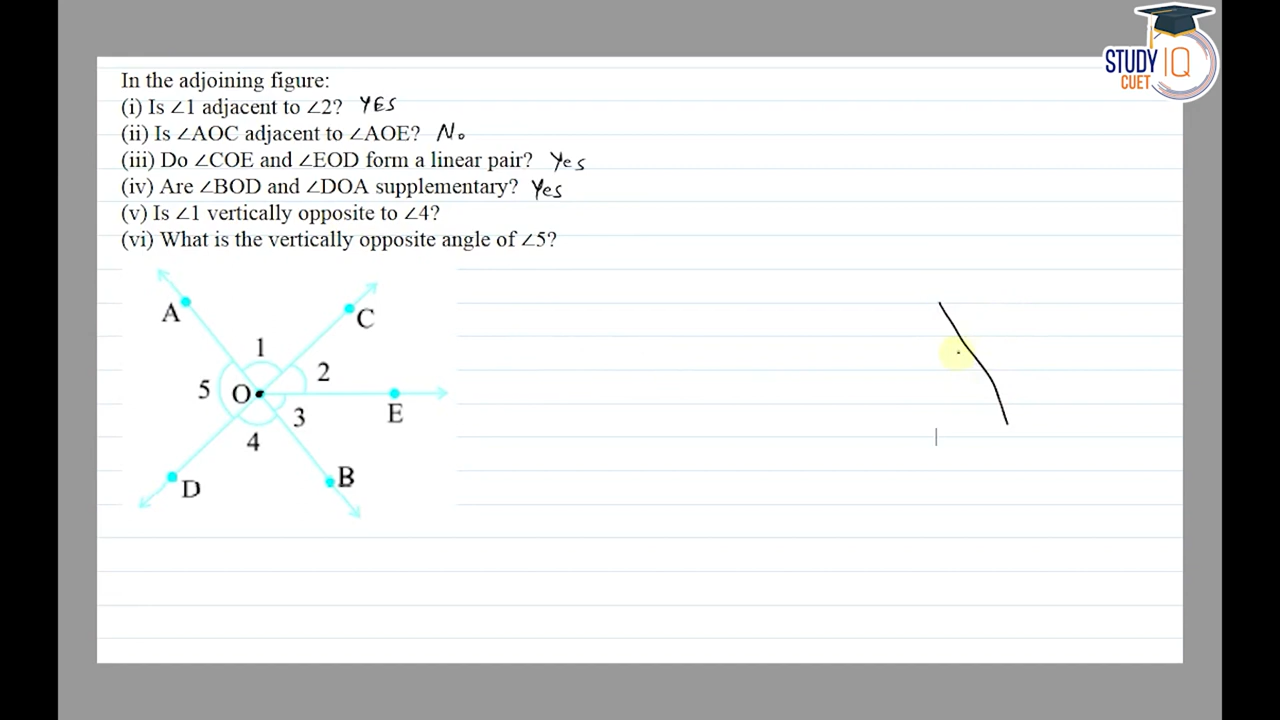 STUDY IQ
CUET
In the adjoining figure:
(i) Is ∠1 adjacent to ∠2? YES
(ii) Is ∠AOC adjacent to ∠AOE? No
(iii) Do ∠COE and ∠EOD form a linear pair? Yes
(iv) Are ∠BOD and ∠DOA supplementary? Yes
(v) Is ∠1 vertically opposite to ∠4?
(vi) What is the vertically opposite angle of ∠5?
A
C
1
2
5
O
3
E
4
B
D